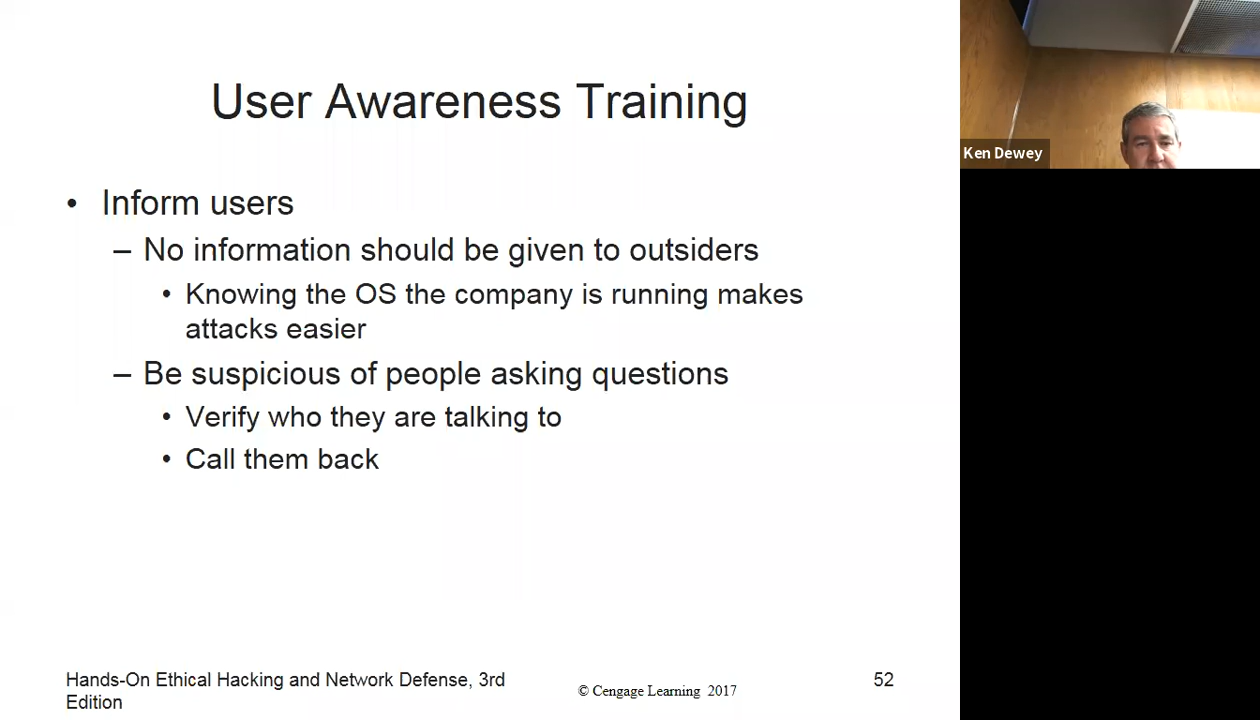 User Awareness Training
• Inform users
– No information should be given to outsiders
• Knowing the OS the company is running makes
attacks easier
– Be suspicious of people asking questions
• Verify who they are talking to
• Call them back
Hands-On Ethical Hacking and Network Defense, 3rd
Edition
© Cengage Learning 2017
52
Ken Dewey